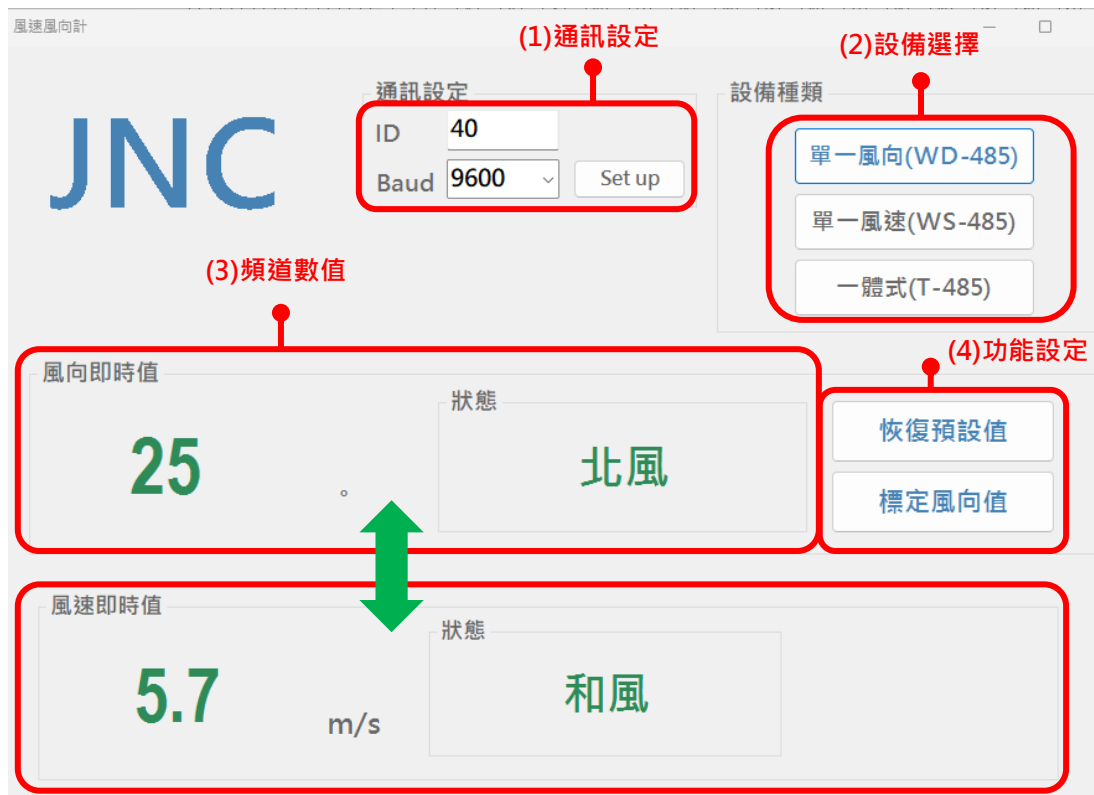 風速風向計
(1)通訊設定
(2)設備選擇
JNC
通訊設定
ID 40
Baud 9600 Set up
設備種類
單一風向(WD-485)
單一風速(WS-485)
一體式(T-485)
(3)頻道數值
(4)功能設定
風向即時值
25 °
狀態
北風
恢復預設值
標定風向值
風速即時值
5.7 m/s
狀態
和風